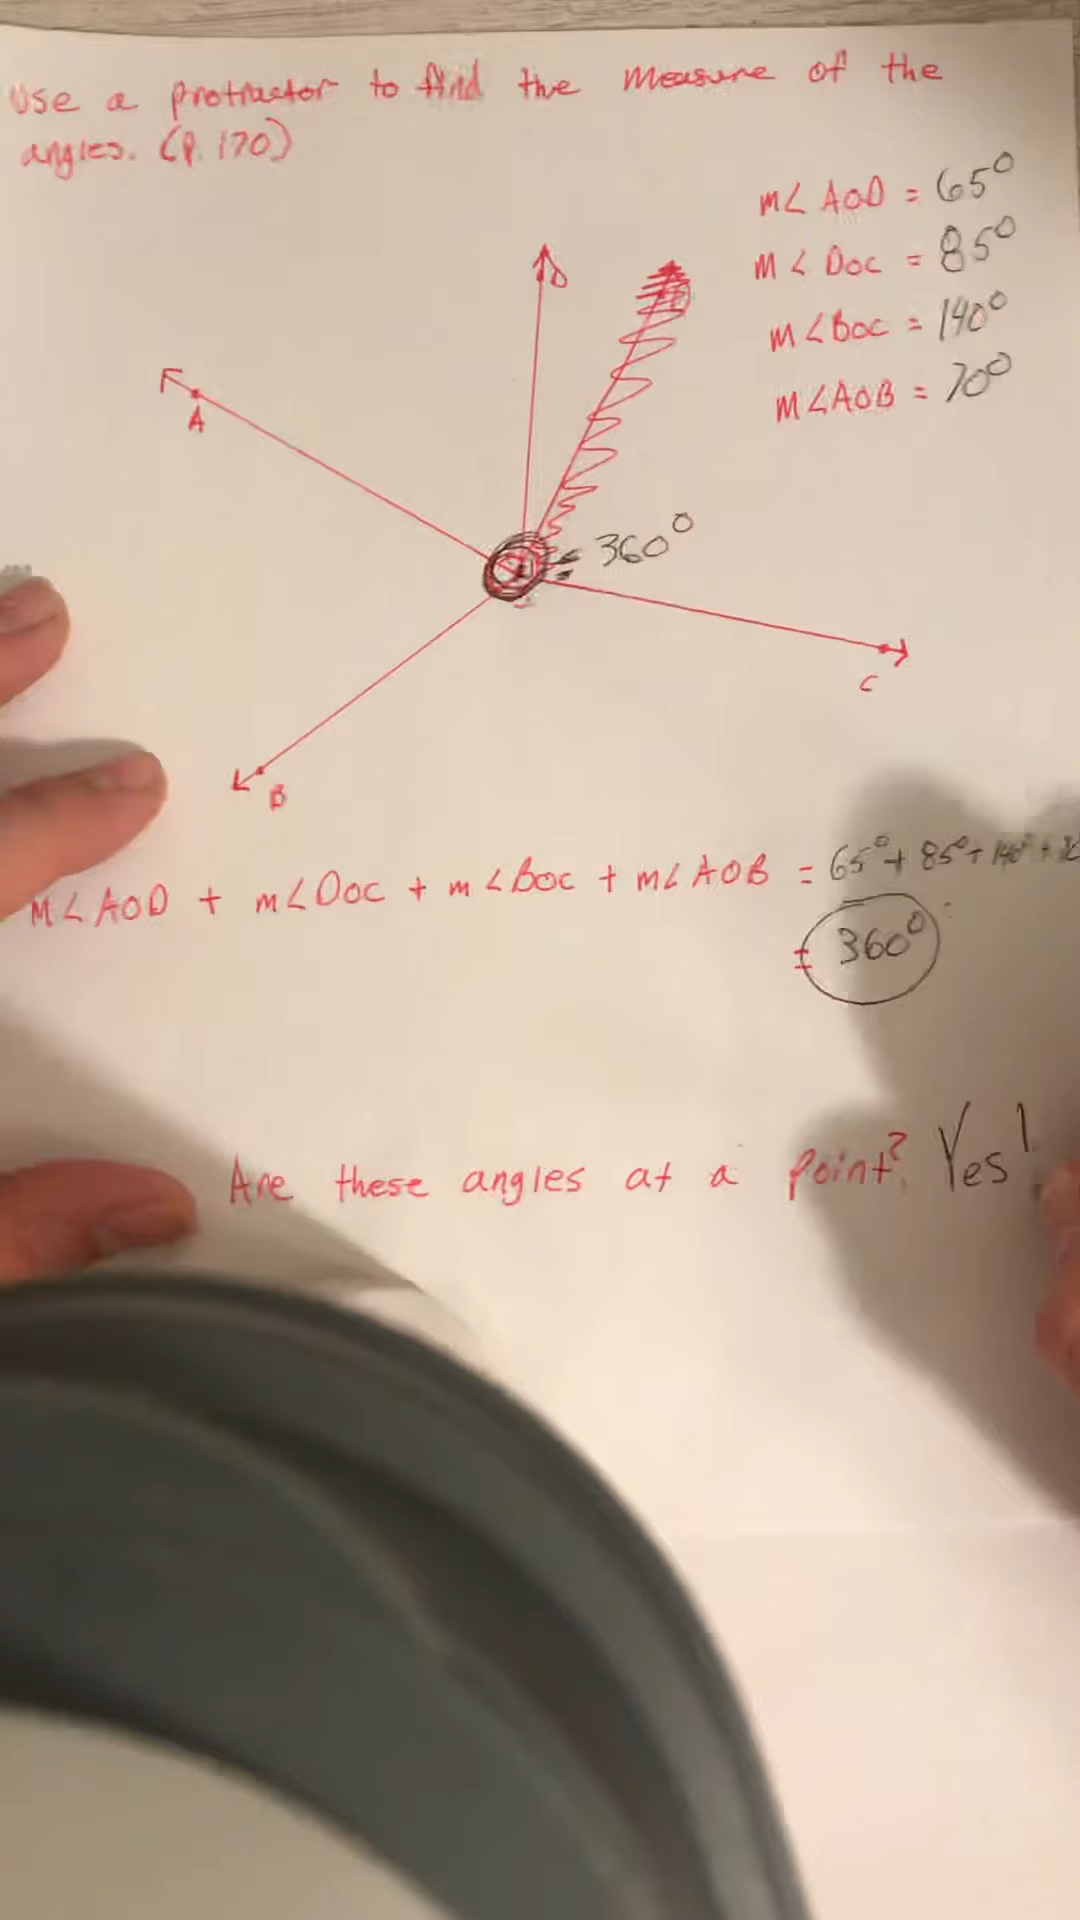 Use a protractor to find the measure of the
angles. (P. 170)
m∠ AOD = 65°
m∠ DOC = 85°
m∠BOC = 140°
m∠AOB = 70°
D
A
360°
C
B
m∠AOD + m∠DOC + m∠BOC + m∠AOB = 65° + 85° + 140° +
= 360°
Are these angles at a point? Yes!